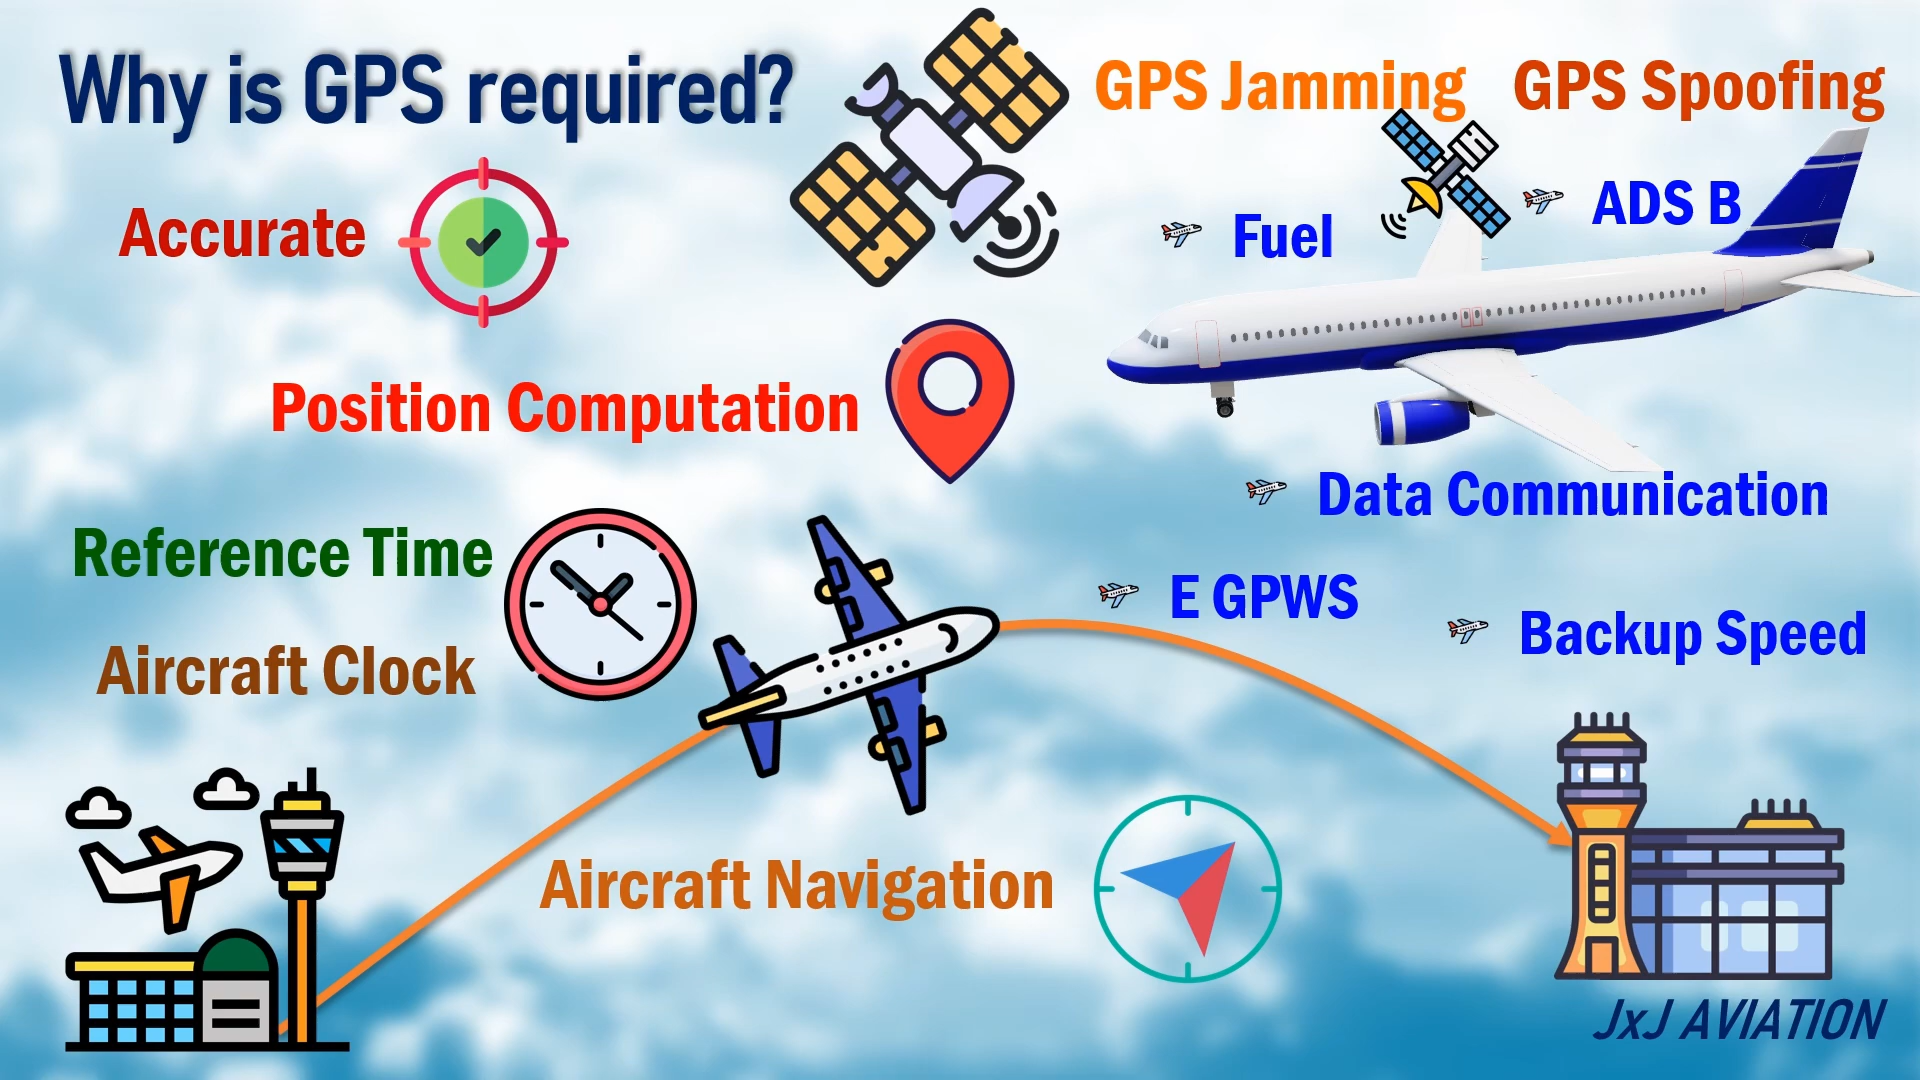 Why is GPS required?
GPS Jamming
GPS Spoofing
Accurate
Fuel
ADS B
Position Computation
Data Communication
Reference Time
E GPWS
Backup Speed
Aircraft Clock
Aircraft Navigation
JxJ AVIATION